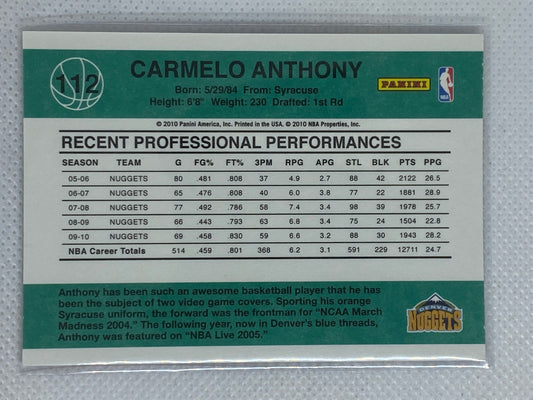 112
CARMELO ANTHONY
Born: 5/29/84 From: Syracuse
Height: 6'8" Weight: 230 Drafted: 1st Rd
PANINI
NBA
© 2010 Panini America, Inc. Printed in the USA. © 2010 NBA Properties, Inc.
RECENT PROFESSIONAL PERFORMANCES
SEASON TEAM G FG% FT% 3PM RPG APG STL BLK PTS PPG
05-06 NUGGETS 80 .481 .808 37 4.9 2.7 88 42 2122 26.5
06-07 NUGGETS 65 .476 .808 40 6.0 3.8 77 22 1881 28.9
07-08 NUGGETS 77 .492 .786 58 7.4 3.4 98 39 1978 25.7
08-09 NUGGETS 66 .443 .793 63 6.8 3.4 75 24 1504 22.8
09-10 NUGGETS 69 .458 .830 59 6.6 3.2 88 30 1943 28.2
NBA Career Totals 514 .459 .801 368 6.2 3.1 591 229 12711 24.7
Anthony has been such an awesome basketball player that he has
been the subject of two video game covers. Sporting his orange
Syracuse uniform, the forward was the frontman for "NCAA March
Madness 2004." The following year, now in Denver's blue threads,
Anthony was featured on "NBA Live 2005."
DENVER
NUGGETS